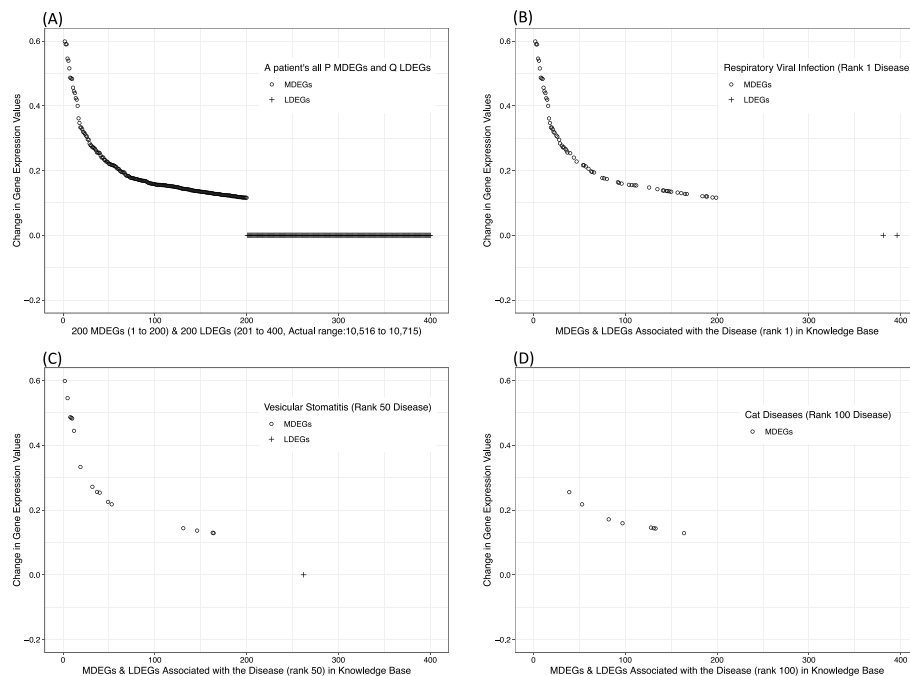 (A)
0.6
0.4
0.2
0.0
−0.2
Change in Gene Expression Values
A patient's all P MDEGs and Q LDEGs
MDEGs
LDEGs
0 100 200 300 400
200 MDEGs (1 to 200) & 200 LDEGs (201 to 400, Actual range:10,516 to 10,715)
(B)
0.6
0.4
0.2
0.0
−0.2
Change in Gene Expression Values
Respiratory Viral Infection (Rank 1 Disease
MDEGs
LDEGs
0 100 200 300 400
MDEGs & LDEGs Associated with the Disease (rank 1) in Knowledge Base
(C)
0.6
0.4
0.2
0.0
−0.2
Change in Gene Expression Values
Vesicular Stomatitis (Rank 50 Disease)
MDEGs
LDEGs
0 100 200 300 400
MDEGs & LDEGs Associated with the Disease (rank 50) in Knowledge Base
(D)
0.6
0.4
0.2
0.0
−0.2
Change in Gene Expression Values
Cat Diseases (Rank 100 Disease)
MDEGs
0 100 200 300 400
MDEGs & LDEGs Associated with the Disease (rank 100) in Knowledge Base